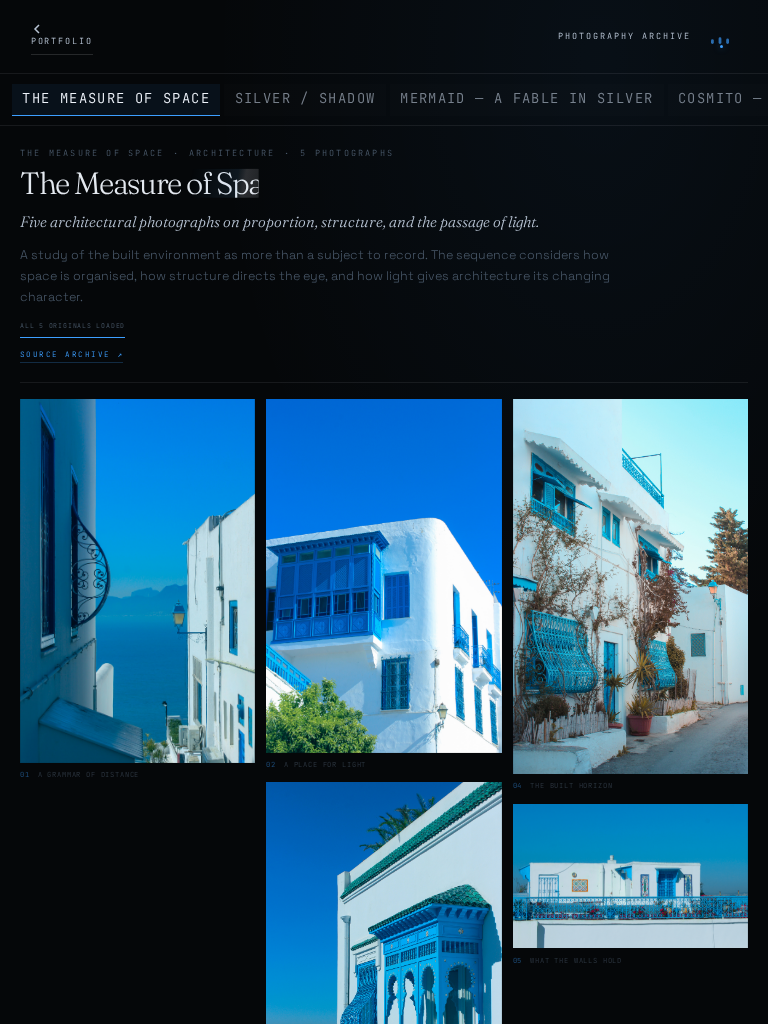 PORTFOLIO
PHOTOGRAPHY ARCHIVE
THE MEASURE OF SPACE
SILVER / SHADOW
MERMAID — A FABLE IN SILVER
COSMITO —
THE MEASURE OF SPACE · ARCHITECTURE · 5 PHOTOGRAPHS
The Measure of Spa
Five architectural photographs on proportion, structure, and the passage of light.
A study of the built environment as more than a subject to record. The sequence considers how
space is organised, how structure directs the eye, and how light gives architecture its changing
character.
ALL 5 ORIGINALS LOADED
SOURCE ARCHIVE ↗
01 A GRAMMAR OF DISTANCE
02 A PLACE FOR LIGHT
04 THE BUILT HORIZON
05 WHAT THE WALLS HOLD